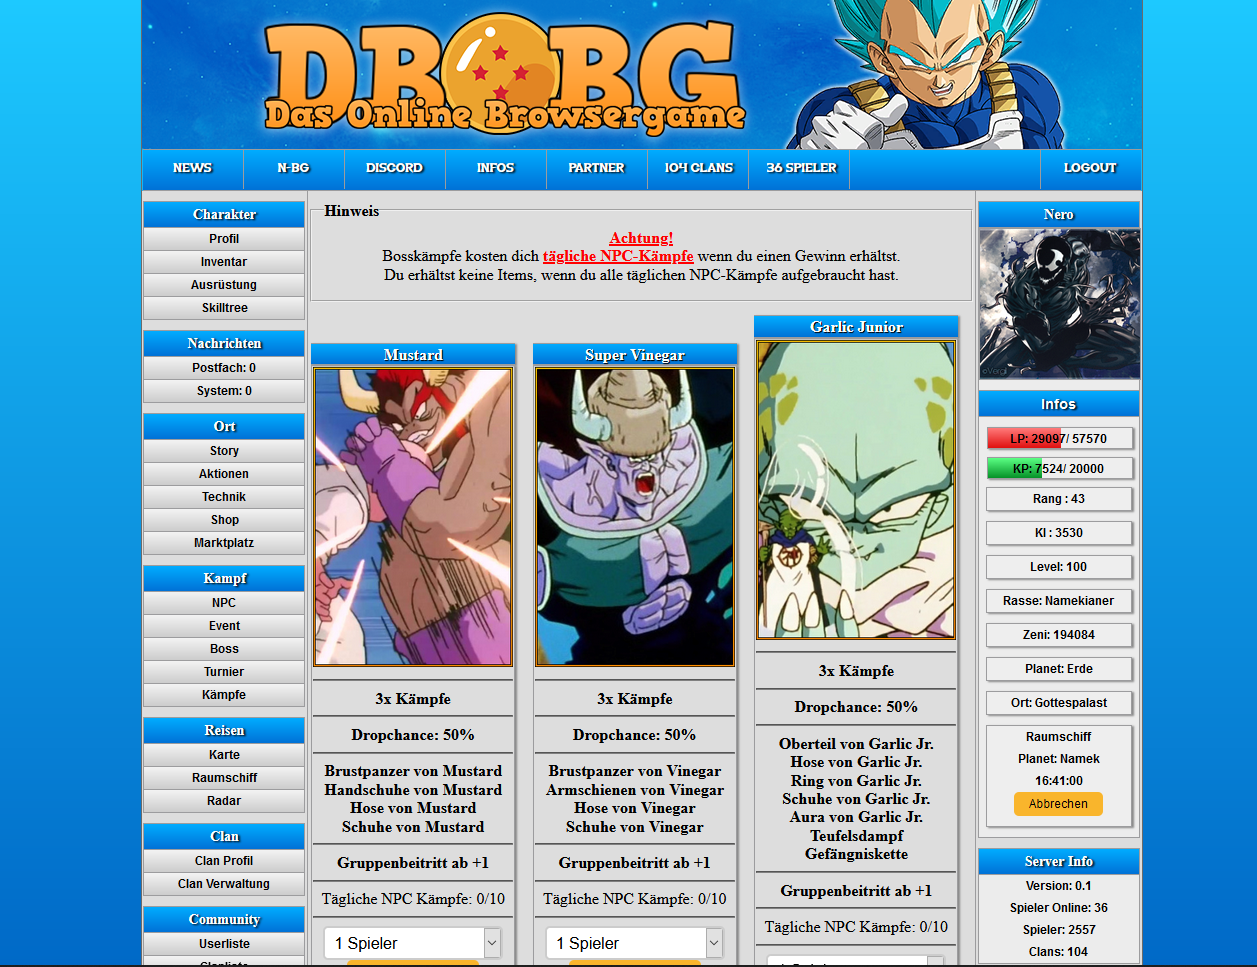 DB BG
Das Online Browsergame
NEWS
N-BG
DISCORD
INFOS
PARTNER
104 CLANS
36 SPIELER
LOGOUT
Charakter
Profil
Inventar
Ausrüstung
Skilltree
Nachrichten
Postfach: 0
System: 0
Ort
Story
Aktionen
Technik
Shop
Marktplatz
Kampf
NPC
Event
Boss
Turnier
Kämpfe
Reisen
Karte
Raumschiff
Radar
Clan
Clan Profil
Clan Verwaltung
Community
Userliste
Hinweis
Achtung!
Bosskämpfe kosten dich tägliche NPC-Kämpfe wenn du einen Gewinn erhältst.
Du erhältst keine Items, wenn du alle täglichen NPC-Kämpfe aufgebraucht hast.
Mustard
3x Kämpfe
Dropchance: 50%
Brustpanzer von Mustard
Handschuhe von Mustard
Hose von Mustard
Schuhe von Mustard
Gruppenbeitritt ab +1
Tägliche NPC Kämpfe: 0/10
1 Spieler
Super Vinegar
3x Kämpfe
Dropchance: 50%
Brustpanzer von Vinegar
Armschienen von Vinegar
Hose von Vinegar
Schuhe von Vinegar
Gruppenbeitritt ab +1
Tägliche NPC Kämpfe: 0/10
1 Spieler
Garlic Junior
3x Kämpfe
Dropchance: 50%
Oberteil von Garlic Jr.
Hose von Garlic Jr.
Ring von Garlic Jr.
Schuhe von Garlic Jr.
Aura von Garlic Jr.
Teufelsdampf
Gefängniskette
Gruppenbeitritt ab +1
Tägliche NPC Kämpfe: 0/10
Nero
©Vergil
Infos
LP: 29097/ 57570
KP: 7524/ 20000
Rang : 43
KI : 3530
Level: 100
Rasse: Namekianer
Zeni: 194084
Planet: Erde
Ort: Gottespalast
Raumschiff
Planet: Namek
16:41:00
Abbrechen
Server Info
Version: 0.1
Spieler Online: 36
Spieler: 2557
Clans: 104